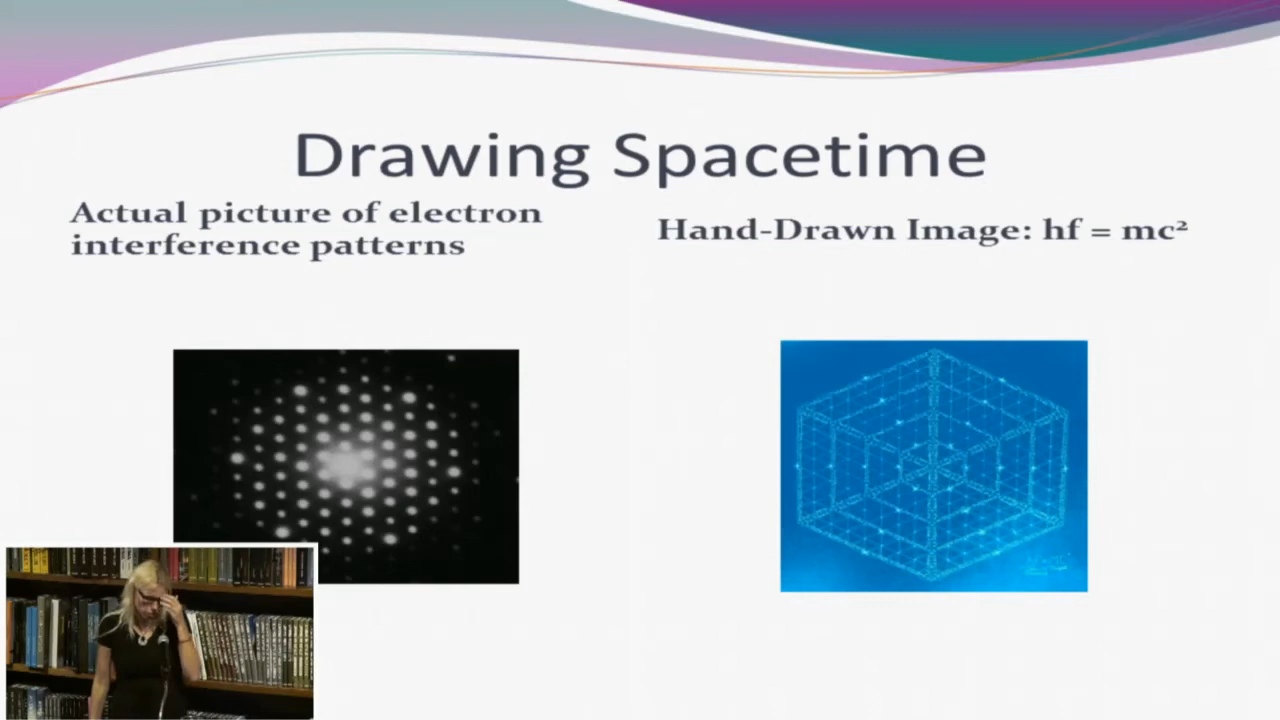 Drawing Spacetime
Actual picture of electron
interference patterns
Hand-Drawn Image: hf = mc²